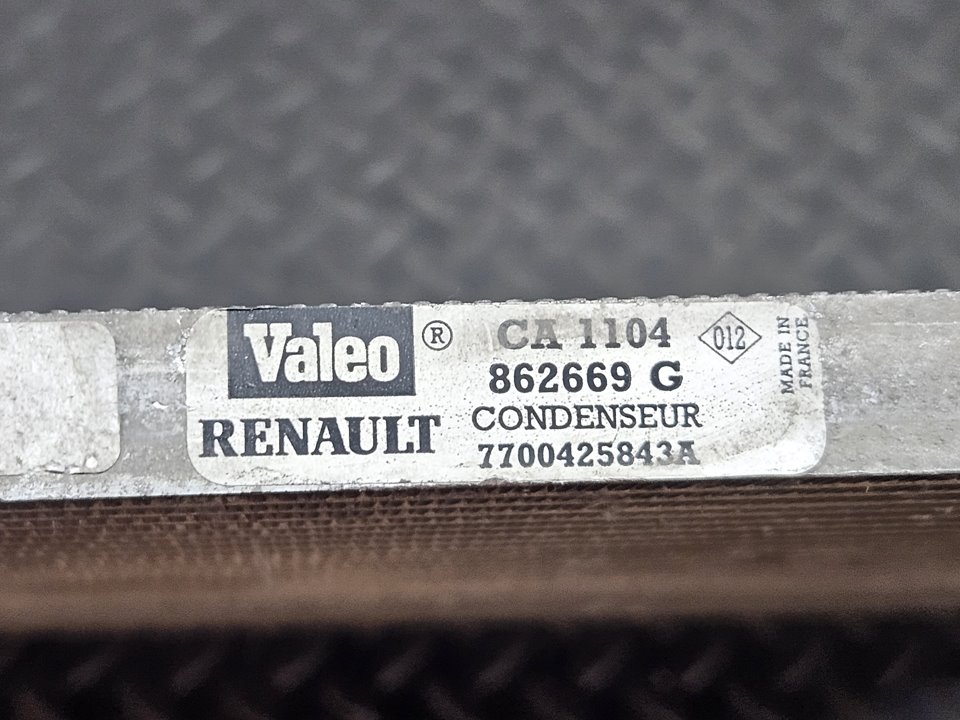 Valeo ®
RENAULT
CA 1104
862669 G
CONDENSEUR
7700425843A
012
MADE IN
FRANCE